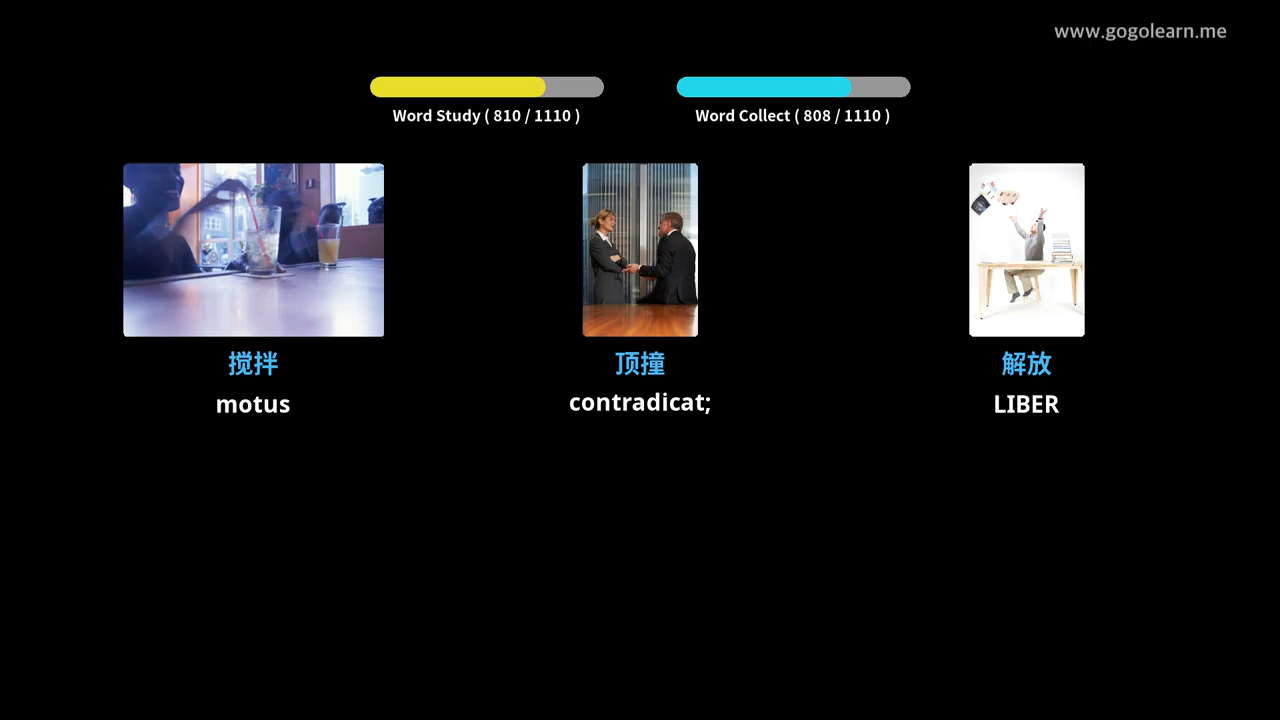 www.gogolearn.me
Word Study ( 810 / 1110 )
Word Collect ( 808 / 1110 )
搅拌
顶撞
解放
motus
contradicat;
LIBER